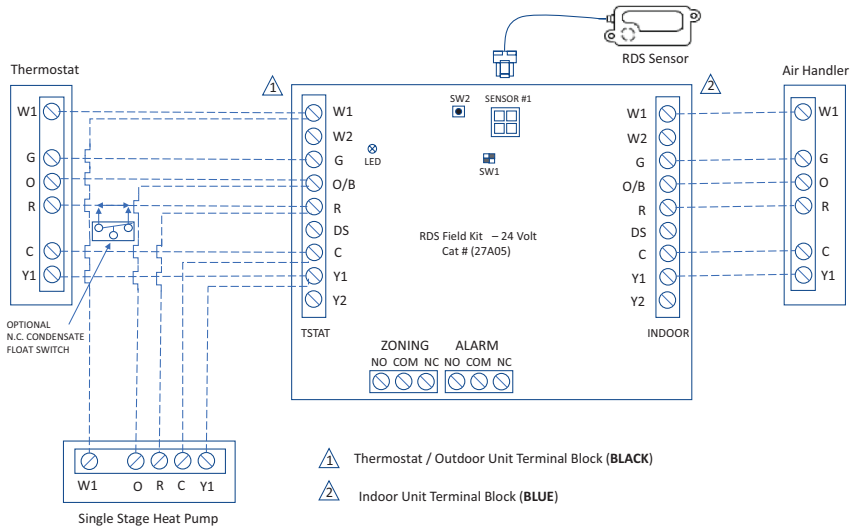 RDS Sensor
Thermostat
Air Handler
1
2
SW2
SENSOR #1
LED
SW1
W1
G
O
R
C
Y1
W1
W2
G
O/B
R
DS
C
Y1
Y2
TSTAT
RDS Field Kit – 24 Volt
Cat # (27A05)
W1
W2
G
O/B
R
DS
C
Y1
Y2
INDOOR
W1
G
O
R
C
Y1
OPTIONAL
N.C. CONDENSATE
FLOAT SWITCH
ZONING
NO COM NC
ALARM
NO COM NC
W1 O R C Y1
Single Stage Heat Pump
1 Thermostat / Outdoor Unit Terminal Block (BLACK)
2 Indoor Unit Terminal Block (BLUE)